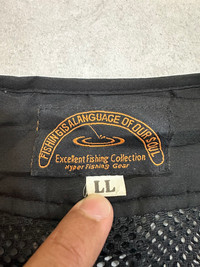 FISHING IS A LANGUAGE OF OUR SOUL
Excellent Fishing Collection
Hyper Fishing Gear
LL